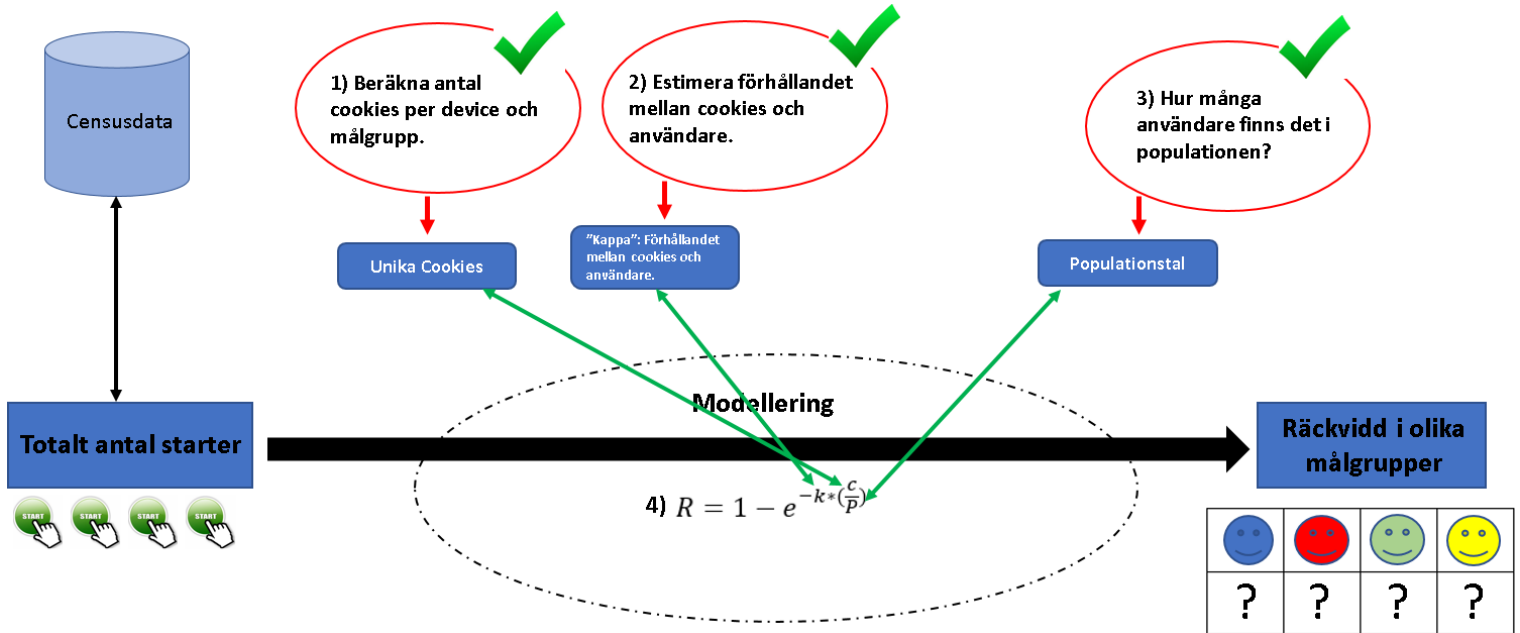 Censusdata
1) Beräkna antal
cookies per device och
målgrupp.
2) Estimera förhållandet
mellan cookies och
användare.
3) Hur många
användare finns det i
populationen?
Unika Cookies
”Kappa”: Förhållandet
mellan cookies och
användare.
Populationstal
Modellering
Totalt antal starter
Räckvidd i olika
målgrupper
4) R = 1 − e^{−k∗(c/P)}
START START START START
? ? ? ?